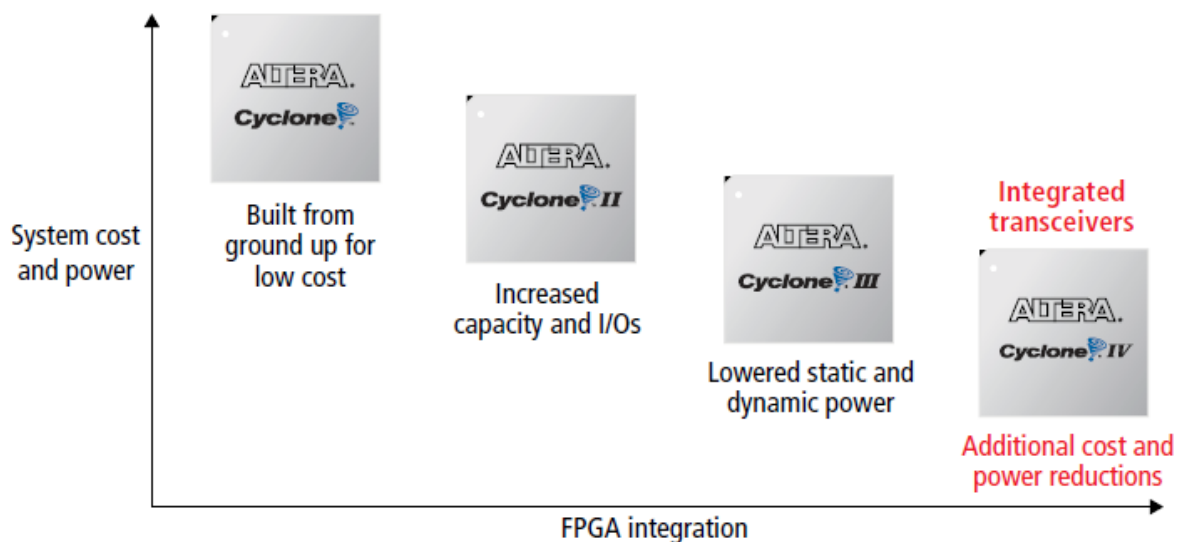 ALTERA.
Cyclone™
Built from
ground up for
low cost
ALTERA.
Cyclone II
Increased
capacity and I/Os
ALTERA.
Cyclone III
Lowered static and
dynamic power
Integrated
transceivers
ALTERA.
Cyclone IV
Additional cost and
power reductions
System cost
and power
FPGA integration